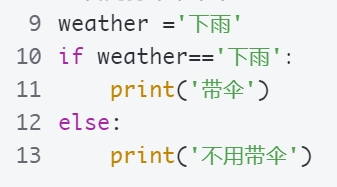 9 weather ='下雨'
10 if weather=='下雨':
11     print('带伞')
12 else:
13     print('不用带伞')